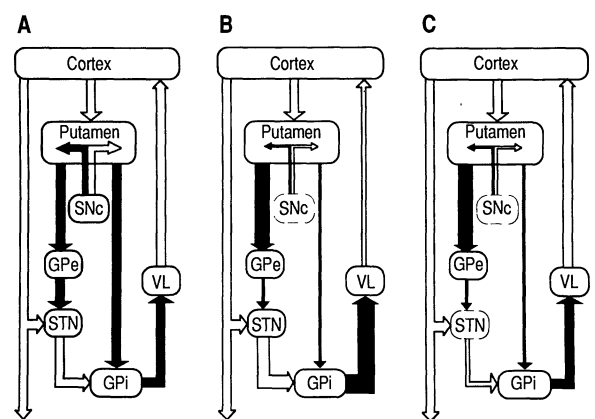 A
B
C
Cortex
Putamen
SNc
GPe
VL
STN
GPi
Cortex
Putamen
SNc
GPe
VL
STN
GPi
Cortex
Putamen
SNc
GPe
VL
STN
GPi